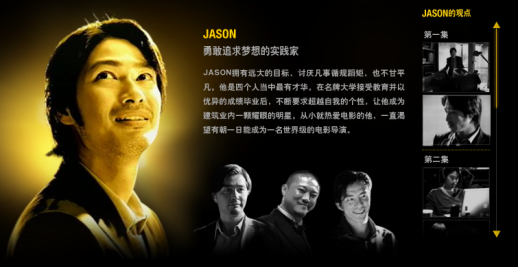 JASON
勇敢追求梦想的实践家
JASON拥有远大的目标，讨厌凡事循规蹈矩，也不甘平
凡，他是四个人当中最有才华，在名牌大学接受教育并以
优异的成绩毕业后，不断要求超越自我的个性，让他成为
建筑业内一颗耀眼的明星。从小就热爱电影的他，一直渴
望有朝一日能成为一名世界级的电影导演。
JASON的观点
第一集
第二集